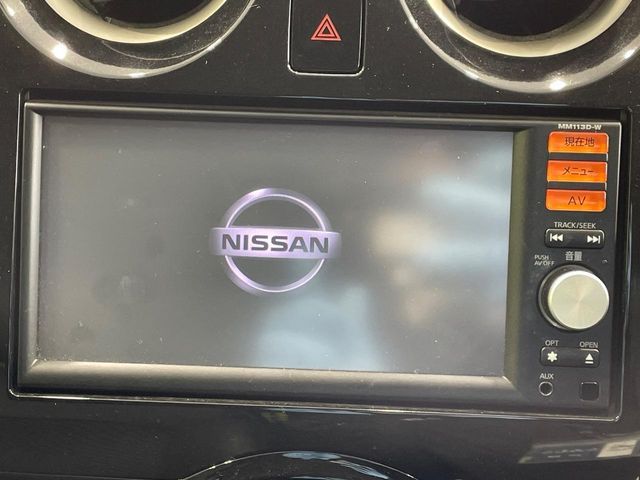 MM113D-W
現在地
メニュー
AV
TRACK/SEEK
音量
PUSH
AV OFF
NISSAN
OPT
OPEN
AUX